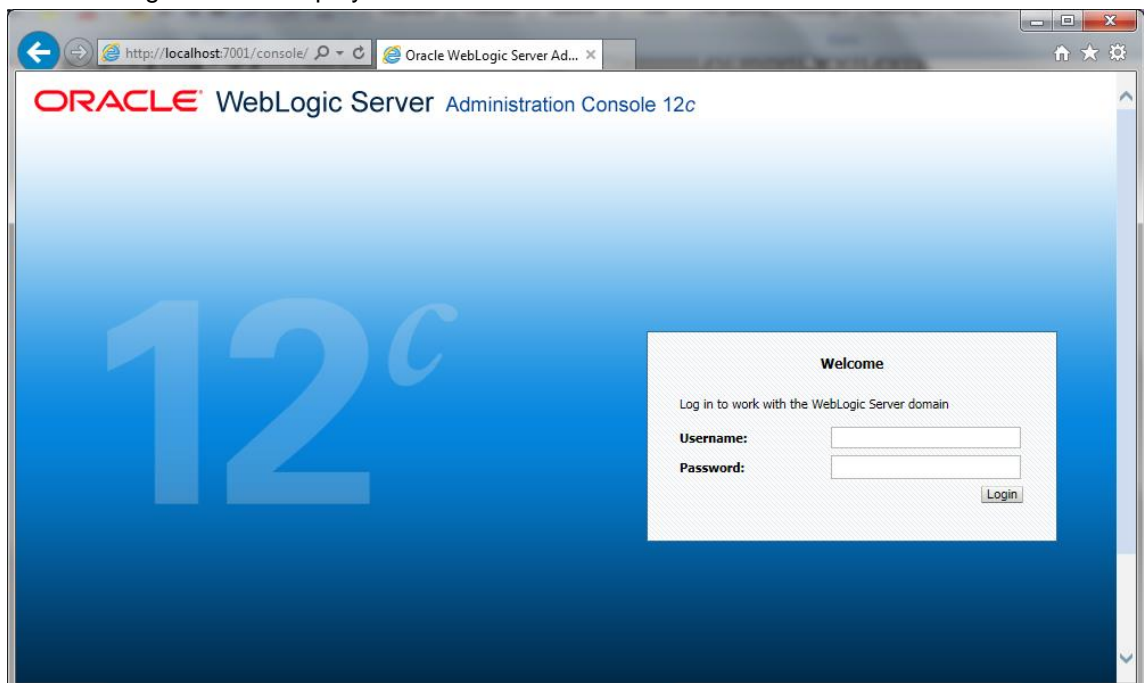 http://localhost:7001/console/
Oracle WebLogic Server Ad...
ORACLE WebLogic Server Administration Console 12c
12c
Welcome
Log in to work with the WebLogic Server domain
Username:
Password:
Login